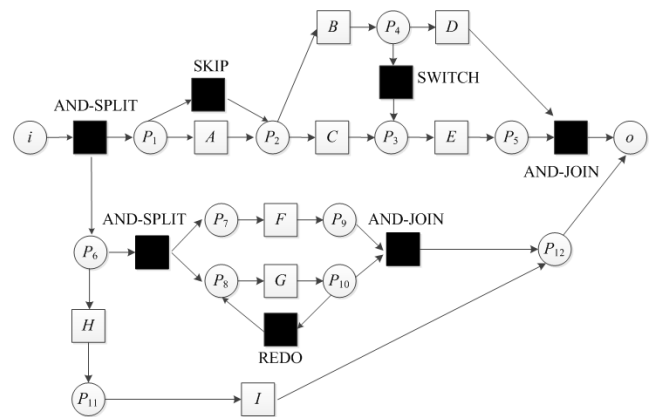 B
P4
D
SKIP
SWITCH
AND-SPLIT
i
P1
A
P2
C
P3
E
P5
o
AND-JOIN
AND-SPLIT
P7
F
P9
AND-JOIN
P6
P12
P8
G
P10
H
REDO
P11
I